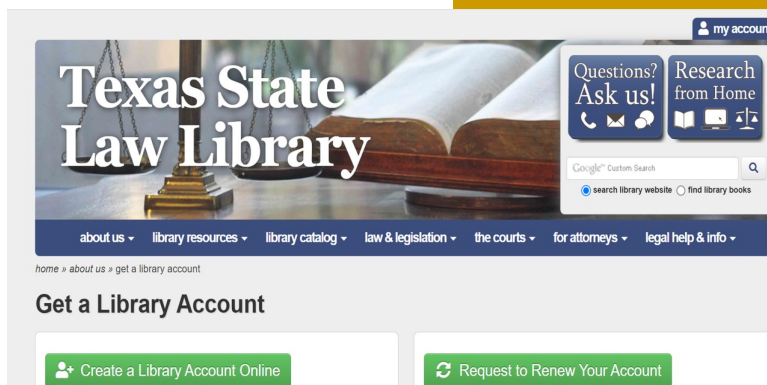 my accoun
Texas State
Law Library
Questions?
Ask us!
Research
from Home
Google™ Custom Search
search library website find library books
about us library resources library catalog law & legislation the courts for attorneys legal help & info
home » about us » get a library account
Get a Library Account
Create a Library Account Online
Request to Renew Your Account